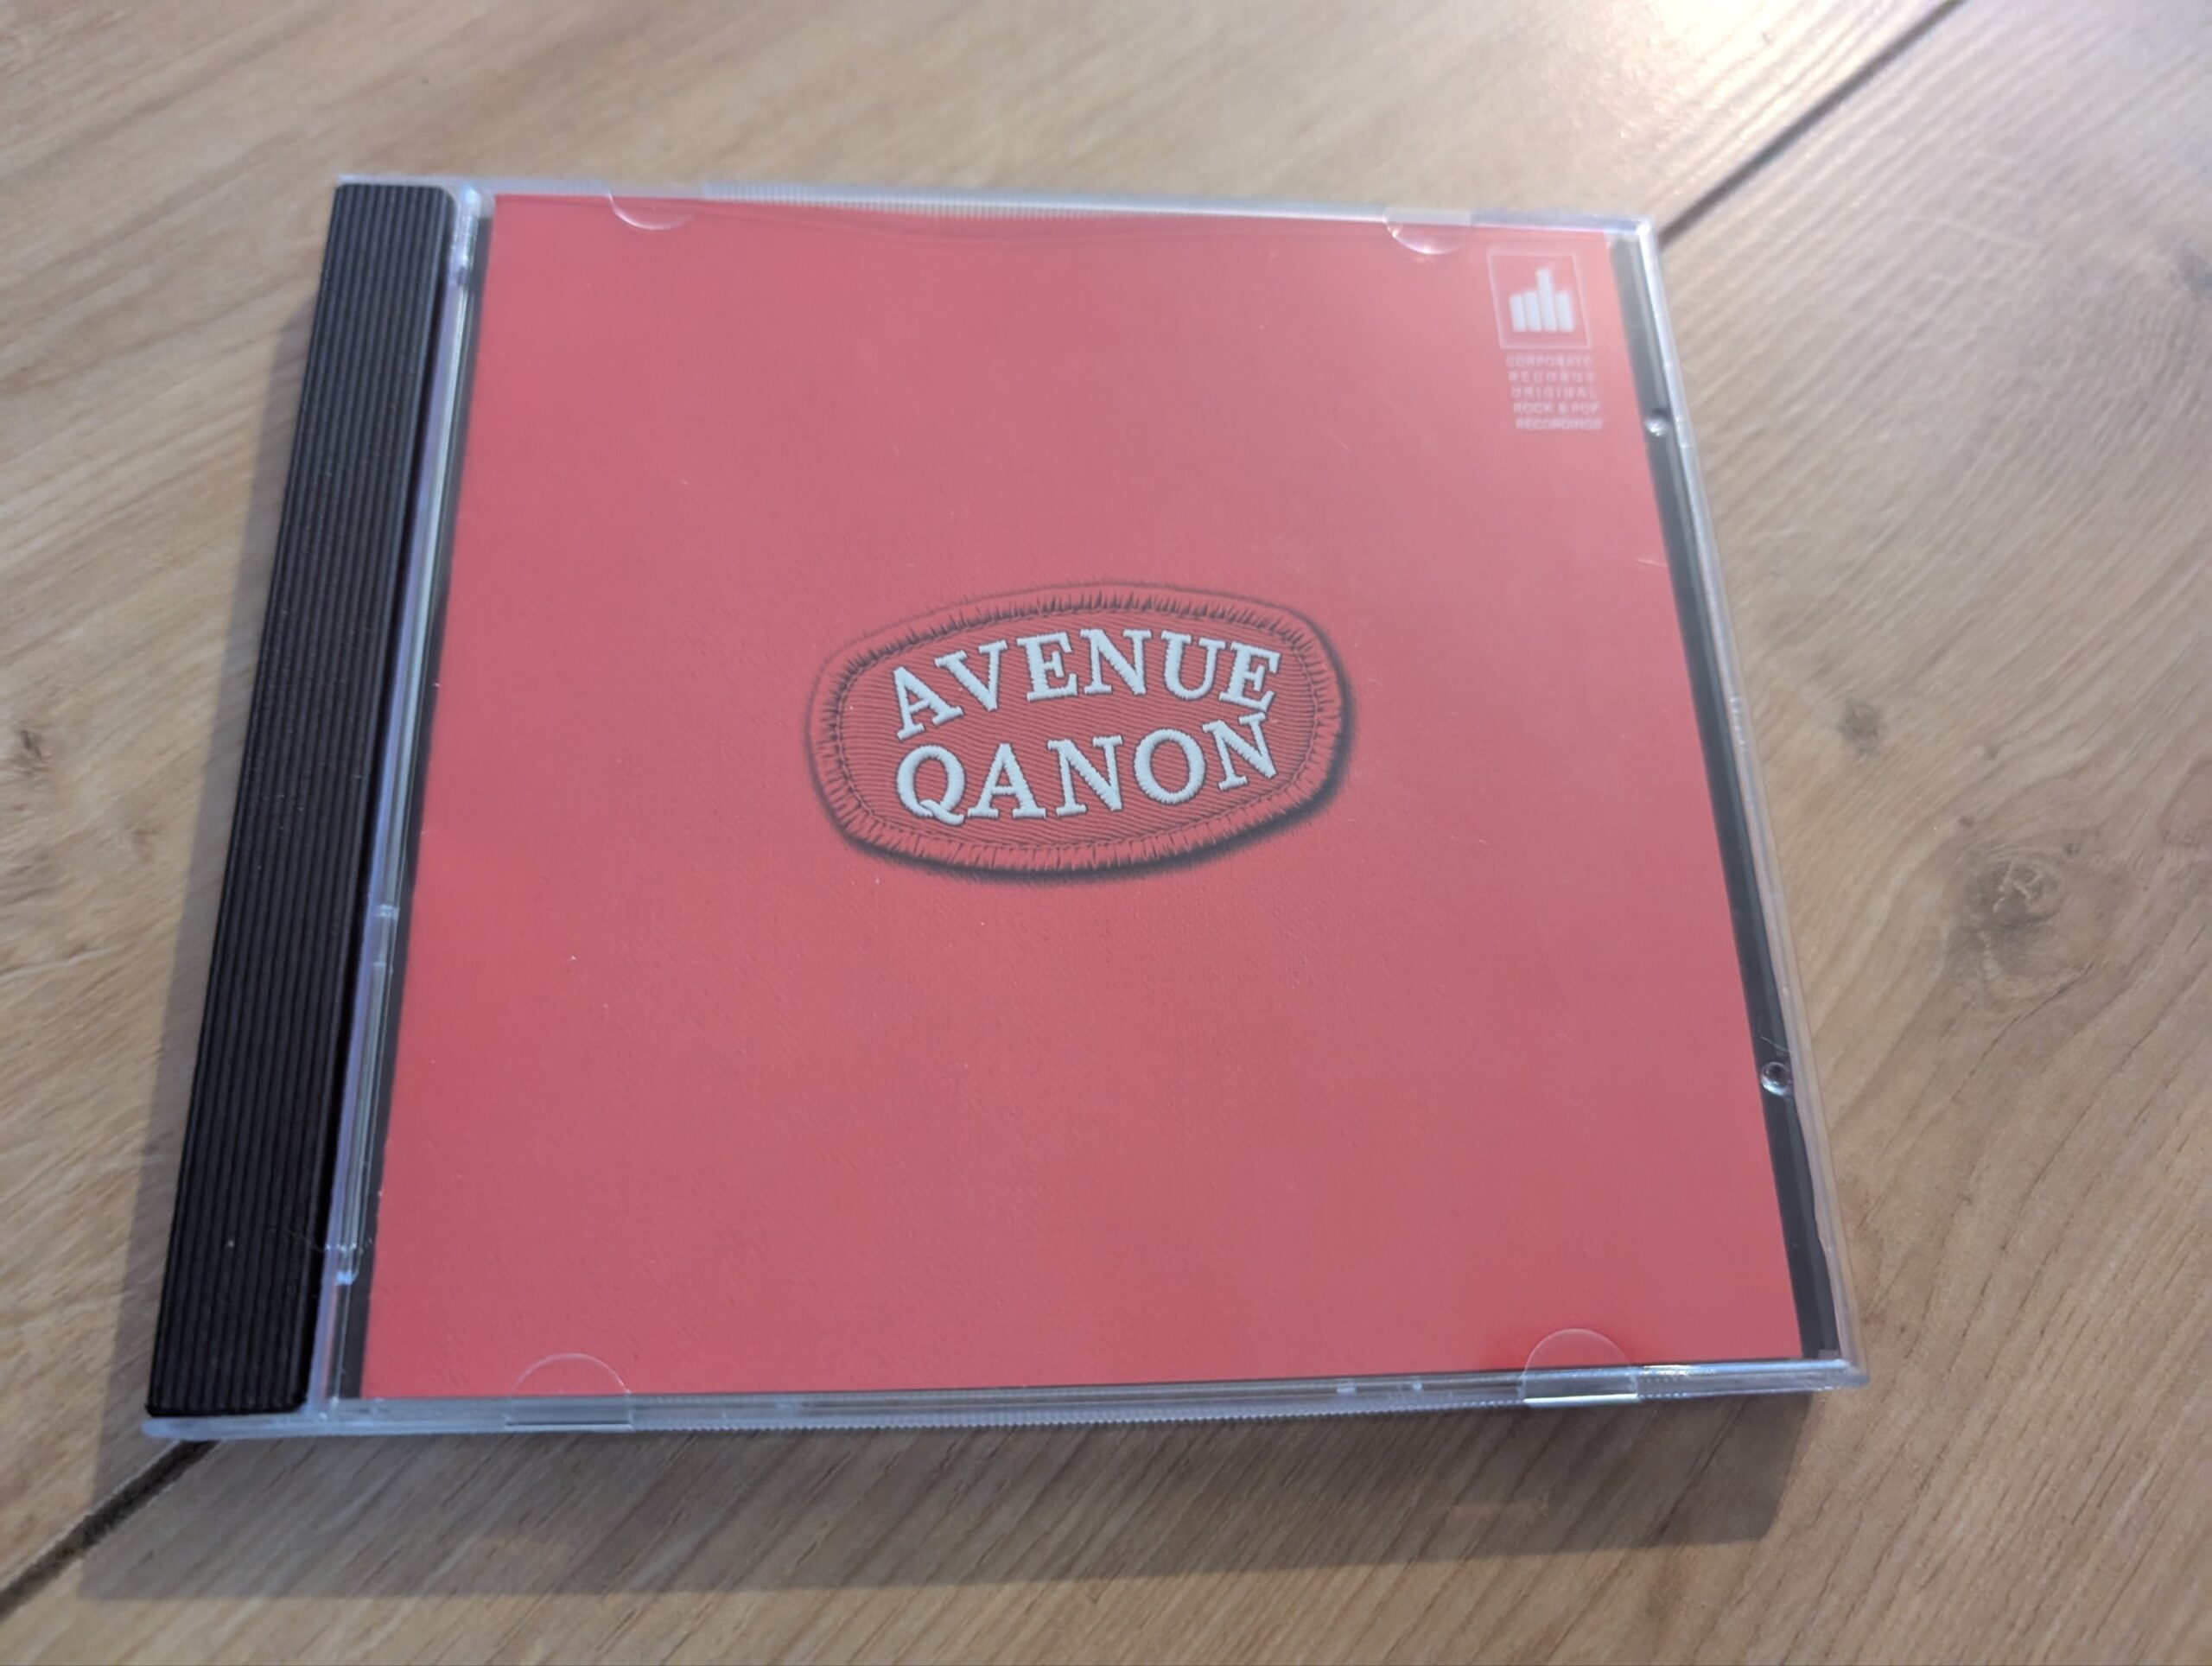 CORPORATE
RECORDS
ORIGINAL
ROCK & POP
RECORDINGS
AVENUE
QANON